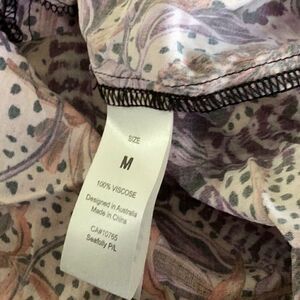 SIZE
M
100% VISCOSE
Designed in Australia
Made in China
CA#10765
Seafolly P/L